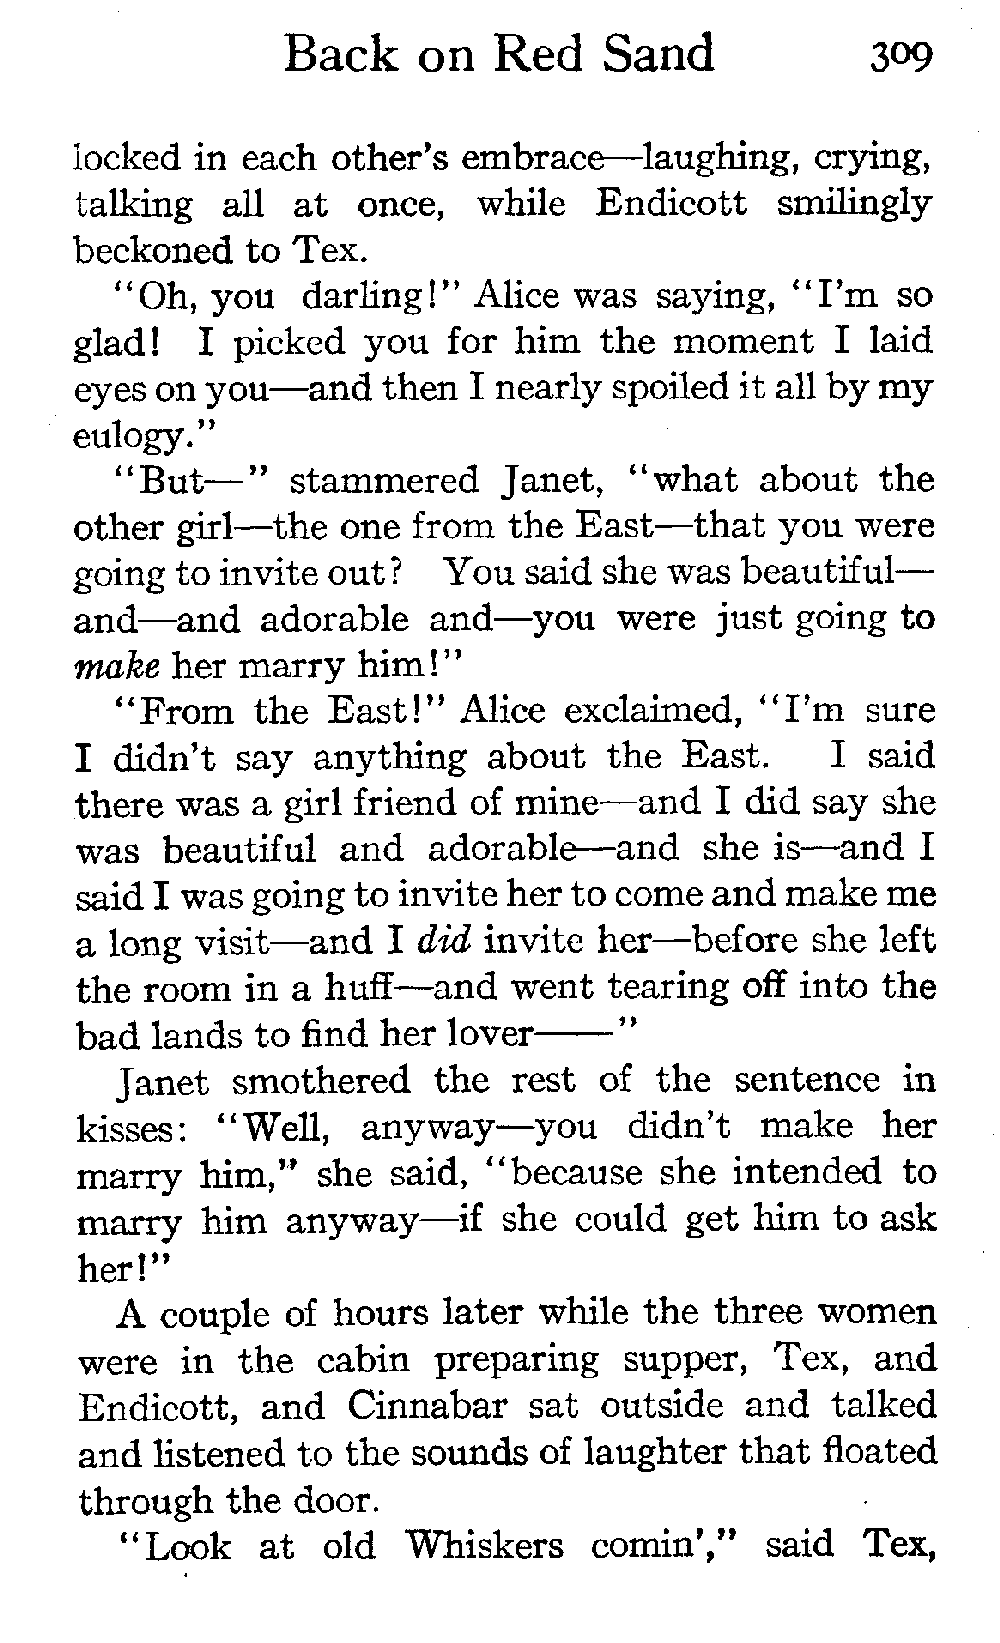 Back on Red Sand 309
locked in each other's embrace—laughing, crying,
talking all at once, while Endicott smilingly
beckoned to Tex.
"Oh, you darling!" Alice was saying, "I'm so
glad! I picked you for him the moment I laid
eyes on you—and then I nearly spoiled it all by my
eulogy."
"But—" stammered Janet, "what about the
other girl—the one from the East—that you were
going to invite out? You said she was beautiful—
and—and adorable and—you were just going to
make her marry him!"
"From the East!" Alice exclaimed, "I'm sure
I didn't say anything about the East. I said
there was a girl friend of mine—and I did say she
was beautiful and adorable—and she is—and I
said I was going to invite her to come and make me
a long visit—and I did invite her—before she left
the room in a huff—and went tearing off into the
bad lands to find her lover——"
Janet smothered the rest of the sentence in
kisses: "Well, anyway—you didn't make her
marry him," she said, "because she intended to
marry him anyway—if she could get him to ask
her!"
A couple of hours later while the three women
were in the cabin preparing supper, Tex, and
Endicott, and Cinnabar sat outside and talked
and listened to the sounds of laughter that floated
through the door.
"Look at old Whiskers comin'," said Tex,